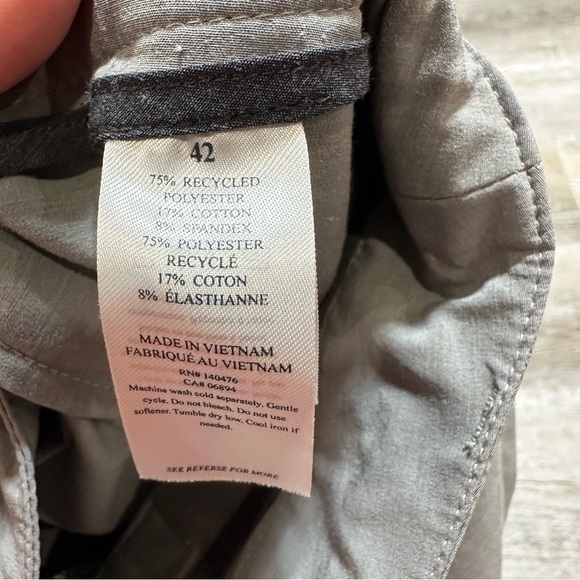 42
75% RECYCLED
POLYESTER
17% COTTON
8% SPANDEX
75% POLYESTER
RECYCLÉ
17% COTON
8% ÉLASTHANNE
MADE IN VIETNAM
FABRIQUÉ AU VIETNAM
RN# 140476
CA# 06894
Machine wash cold separately. Gentle
cycle. Do not bleach. Do not use
softener. Tumble dry low. Cool iron if
needed.
SEE REVERSE FOR MORE